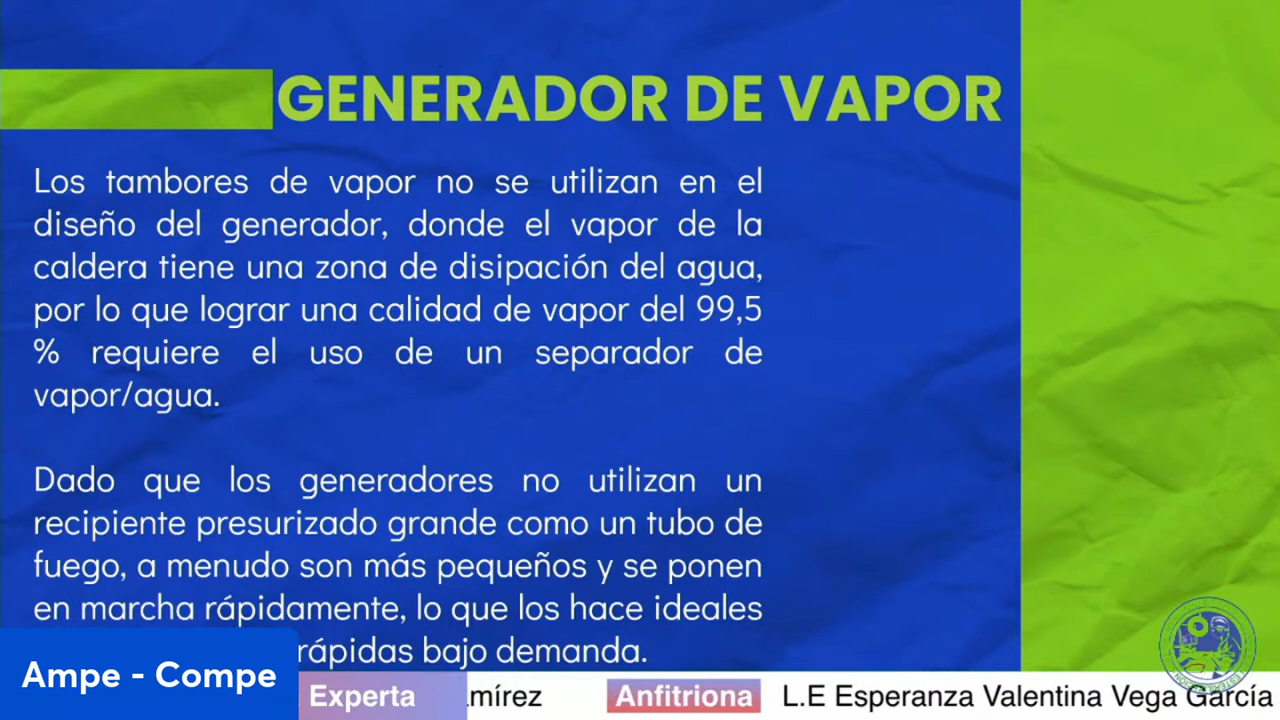 GENERADOR DE VAPOR
Los tambores de vapor no se utilizan en el
diseño del generador, donde el vapor de la
caldera tiene una zona de disipación del agua,
por lo que lograr una calidad de vapor del 99,5
% requiere el uso de un separador de
vapor/agua.
Dado que los generadores no utilizan un
recipiente presurizado grande como un tubo de
fuego, a menudo son más pequeños y se ponen
en marcha rápidamente, lo que los hace ideales
rápidas bajo demanda.
Ampe - Compe
Experta
Anfitriona L.E Esperanza Valentina Vega García